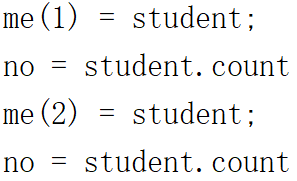 me(1) = student;
no = student.count
me(2) = student;
no = student.count